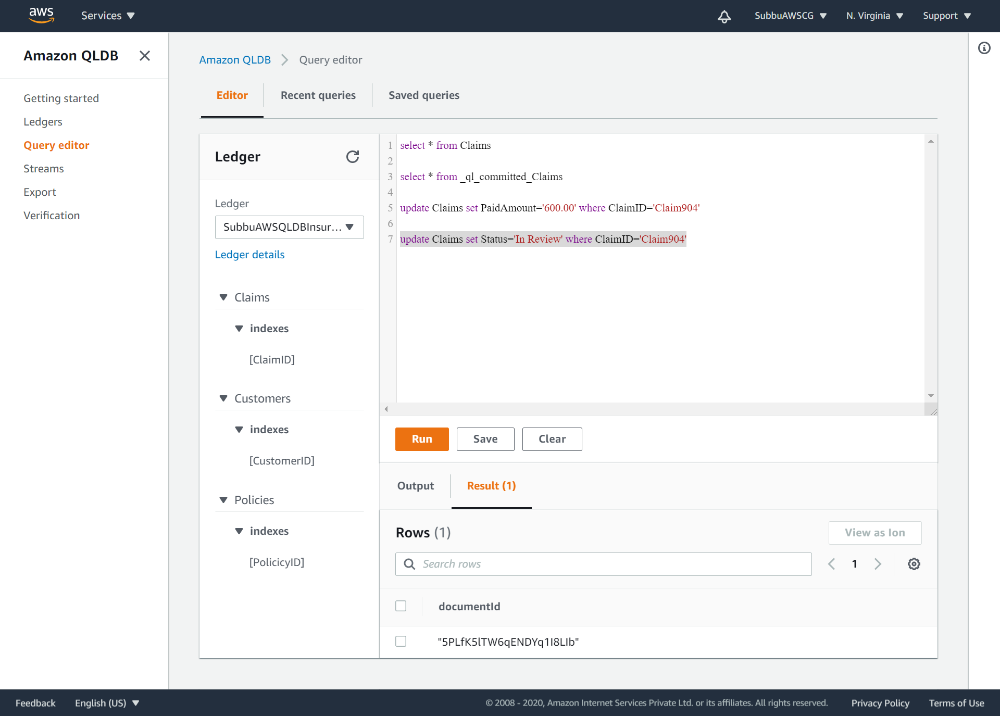 aws
Services
SubbuAWSCG
N. Virginia
Support
Amazon QLDB
Getting started
Ledgers
Query editor
Streams
Export
Verification
Amazon QLDB
Query editor
Editor
Recent queries
Saved queries
Ledger
Ledger
SubbuAWSQLDBInsur...
Ledger details
Claims
indexes
[ClaimID]
Customers
indexes
[CustomerID]
Policies
indexes
[PolicicyID]
1 select * from Claims
2
3 select * from _ql_committed_Claims
4
5 update Claims set PaidAmount='600.00' where ClaimID='Claim904'
6
7 update Claims set Status='In Review' where ClaimID='Claim904'
Run
Save
Clear
Output
Result (1)
Rows (1)
View as Ion
Search rows
1
documentId
"5PLfK5lTW6qENDYq1I8LIb"
Feedback
English (US)
© 2008 - 2020, Amazon Internet Services Private Ltd. or its affiliates. All rights reserved.
Privacy Policy
Terms of Use